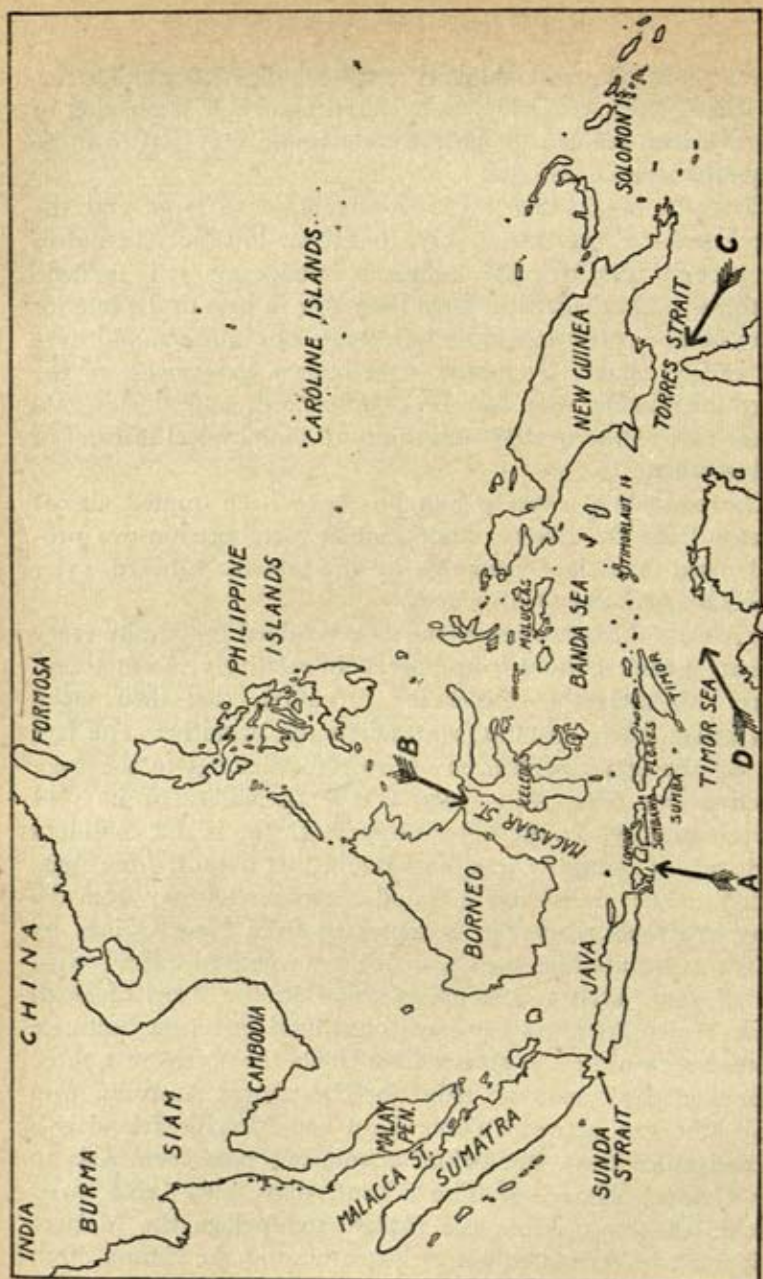 INDIA
CHINA
FORMOSA
BURMA
SIAM
CAMBODIA
PHILIPPINE
ISLANDS
CAROLINE ISLANDS
MALAY
PEN.
MALACCA ST.
SUMATRA
BORNEO
B
MACASSAR ST.
CELEBES
MOLUCCAS
BANDA SEA
NEW GUINEA
SOLOMON IS.
SUNDA
STRAIT
JAVA
BALI
LOMBOK
SUMBAWA
FLORES
SUMBA
TIMOR
TIMORLAUT IS
TIMOR SEA
TORRES STRAIT
A
D
C